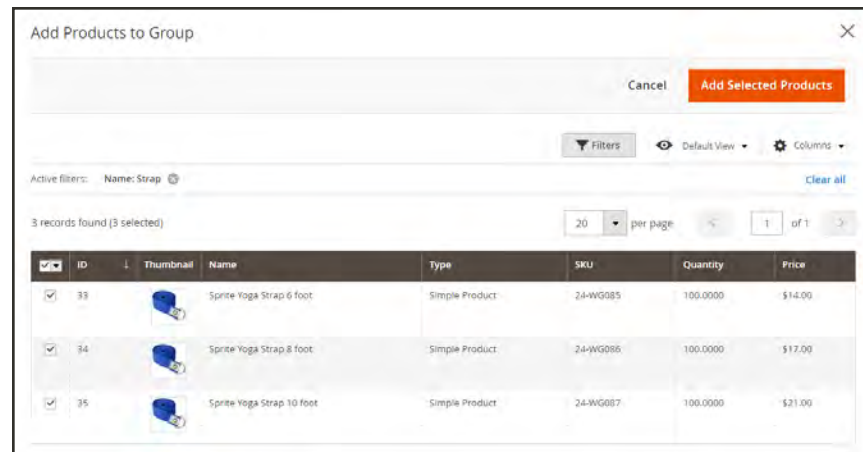 Add Products to Group
Cancel Add Selected Products
Filters Default View Columns
Active filters: Name: Strap Clear all
3 records found (3 selected) 20 per page 1 of 1
ID ↓ Thumbnail Name Type SKU Quantity Price
33 Sprite Yoga Strap 6 foot Simple Product 24-WG085 100.0000 $14.00
34 Sprite Yoga Strap 8 foot Simple Product 24-WG086 100.0000 $17.00
35 Sprite Yoga Strap 10 foot Simple Product 24-WG087 100.0000 $21.00